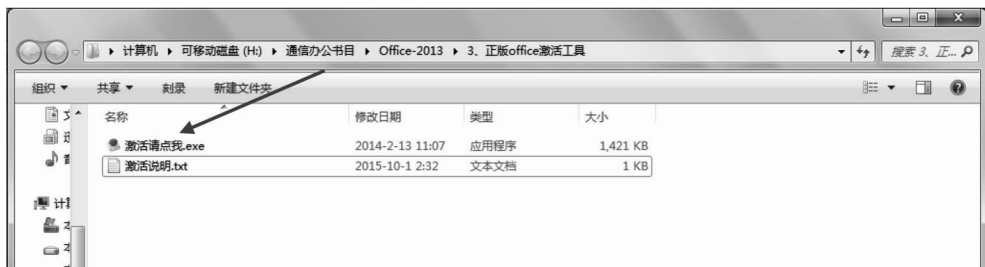 计算机 ▸ 可移动磁盘 (H:) ▸ 通信办公书目 ▸ Office-2013 ▸ 3、正版office激活工具
搜索 3、正...
组织 共享 刻录 新建文件夹
名称 修改日期 类型 大小
激活请点我.exe 2014-2-13 11:07 应用程序 1,421 KB
激活说明.txt 2015-10-1 2:32 文本文档 1 KB